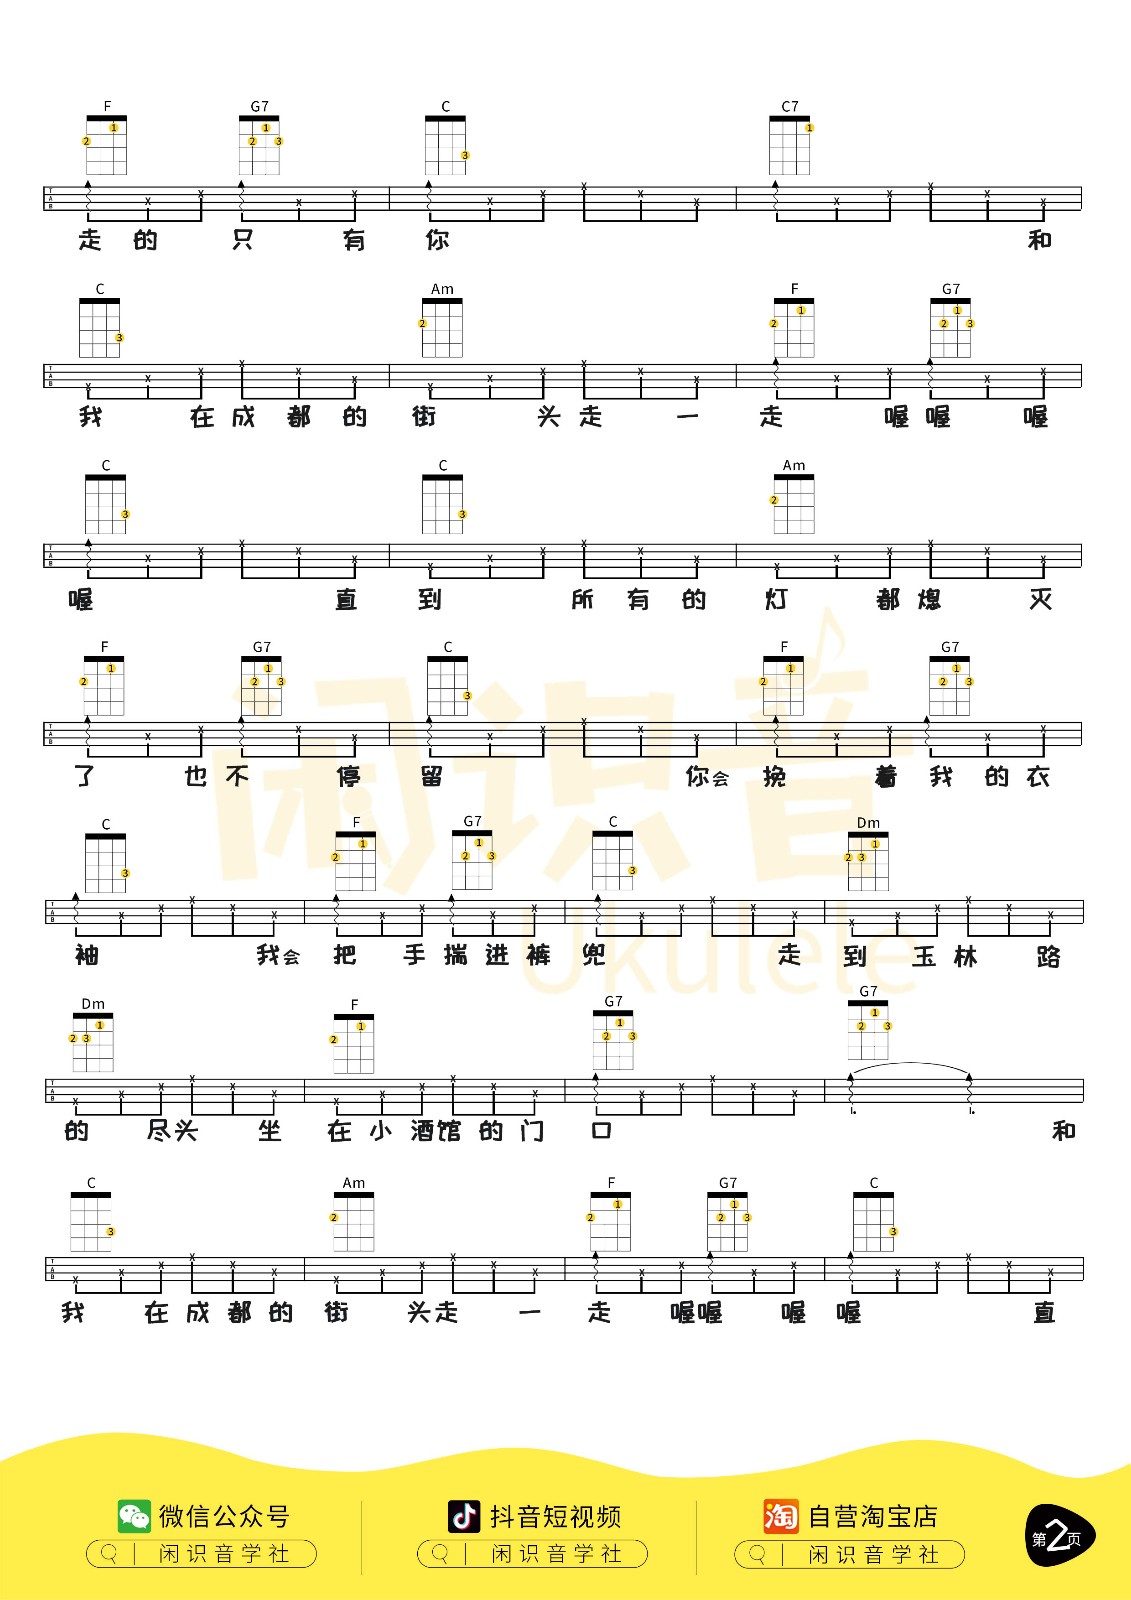 F G7 C C7
走的 只 有 你 和
C Am F G7
我 在成都的街 头走 一 走 喔喔 喔
C C Am
喔 直 到 所有的灯 都熄 灭
F G7 C F G7
了 也不 停 留 你会 挽 着我的衣
C F G7 C Dm
袖 我会 把 手揣进裤兜 走到 玉林 路
Dm F G7 G7
的 尽头 坐 在小酒馆的门 口 和
C Am F G7 C
我 在成都的 街 头走 一 走 喔喔 喔喔 直
闲识音
Ukulele
微信公众号 抖音短视频 自营淘宝店
闲识音学社 闲识音学社 闲识音学社
第2页